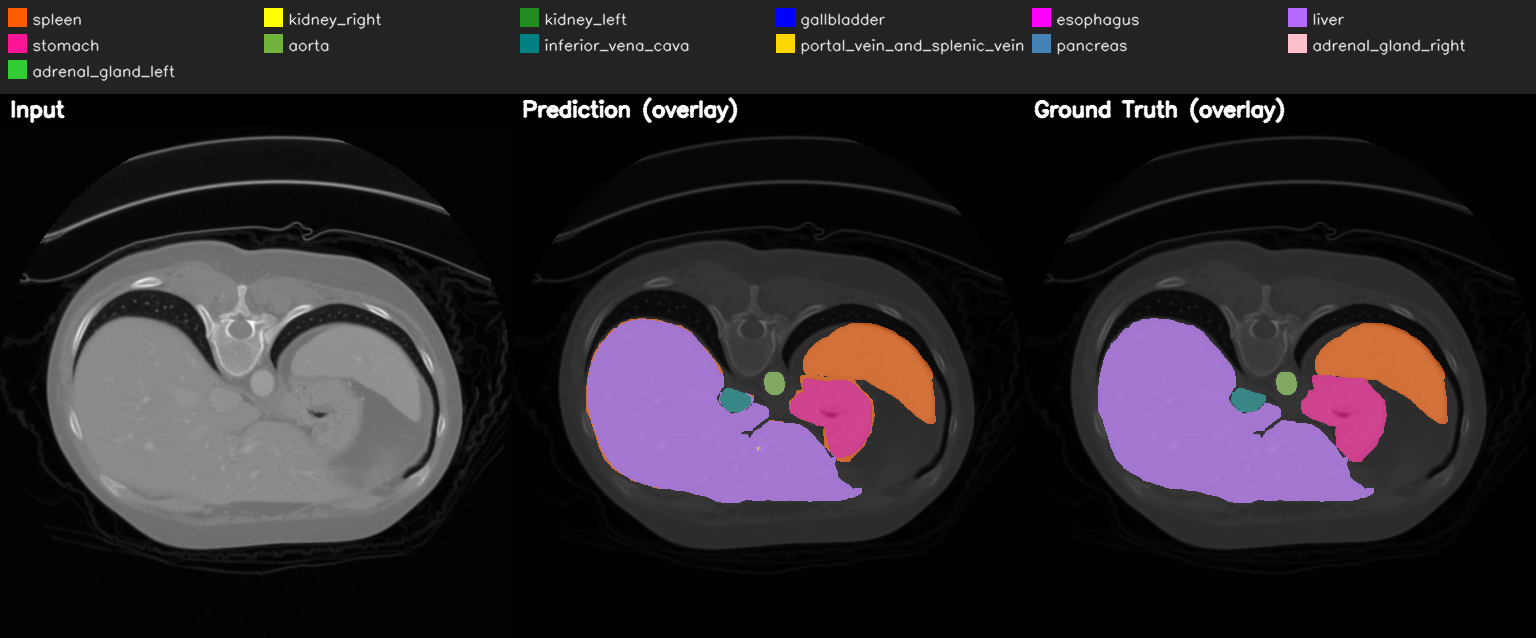 spleen kidney_right kidney_left gallbladder esophagus liver
stomach aorta inferior_vena_cava portal_vein_and_splenic_vein pancreas adrenal_gland_right
adrenal_gland_left
Input Prediction (overlay) Ground Truth (overlay)